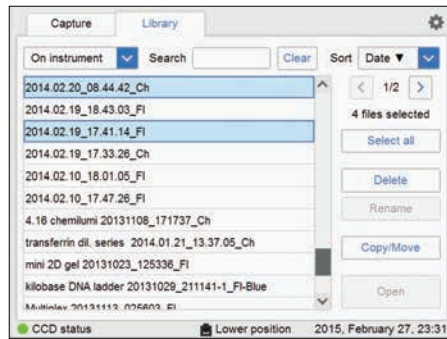 Capture Library
On instrument Search Clear Sort Date ▼
2014.02.20_08.44.42_Ch
2014.02.19_18.43.03_Fl
2014.02.19_17.41.14_Fl
2014.02.19_17.33.26_Ch
2014.02.10_18.01.05_Fl
2014.02.10_17.47.26_Fl
4.16 chemilumi 20131108_171737_Ch
transferrin dil. series 2014.01.21_13.37.05_Ch
mini 2D gel 20131023_125336_Fl
kilobase DNA ladder 20131029_211141-1_Fl-Blue
Multiplex 20131113_025603_Fl
< 1/2 >
4 files selected
Select all
Delete
Rename
Copy/Move
Open
CCD status Lower position 2015, February 27, 23:31